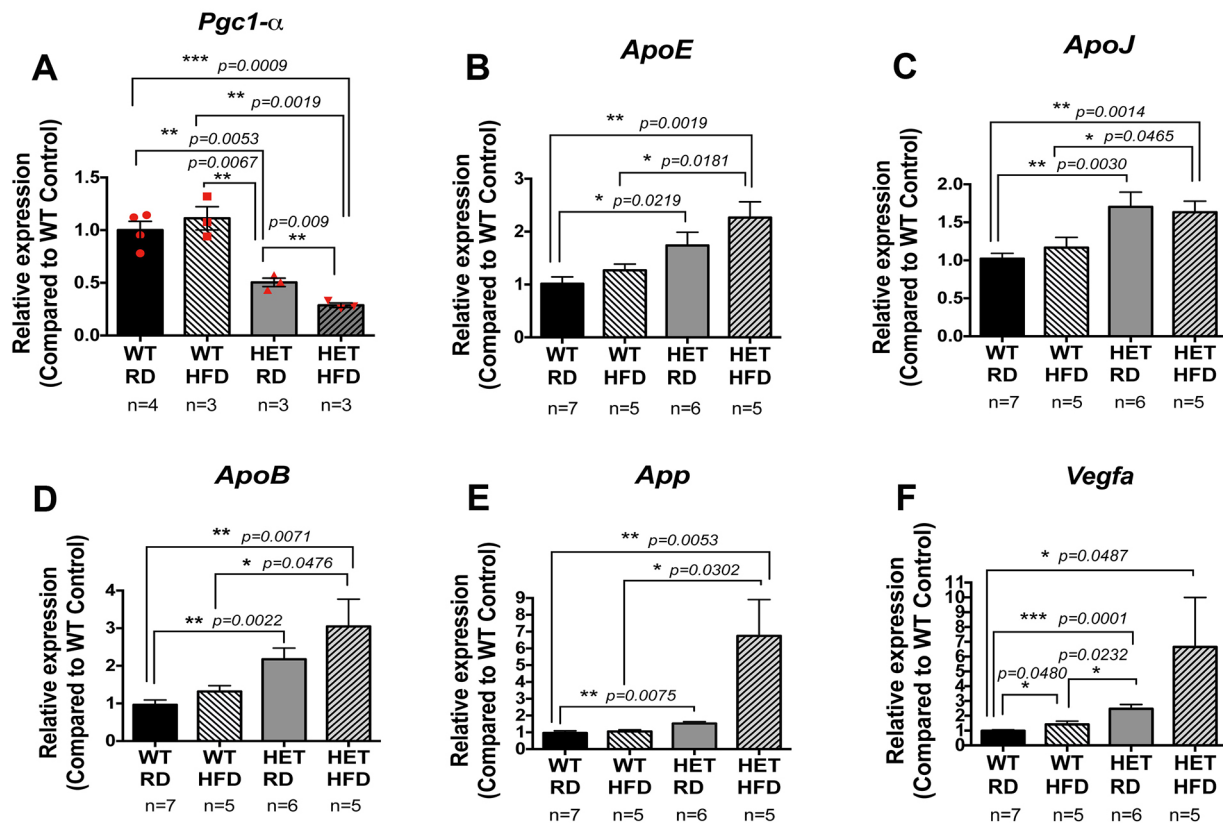 Pgc1-α
A
*** p=0.0009
** p=0.0019
** p=0.0053
p=0.0067
**
p=0.009
**
Relative expression
(Compared to WT Control)
1.5
1.0
0.5
0.0
WT RD
WT HFD
HET RD
HET HFD
n=4 n=3 n=3 n=3
ApoE
B
** p=0.0019
* p=0.0181
* p=0.0219
Relative expression
(Compared to WT Control)
3
2
1
0
WT RD
WT HFD
HET RD
HET HFD
n=7 n=5 n=6 n=5
ApoJ
C
** p=0.0014
* p=0.0465
** p=0.0030
Relative expression
(Compared to WT Control)
2.0
1.5
1.0
0.5
0.0
WT RD
WT HFD
HET RD
HET HFD
n=7 n=5 n=6 n=5
ApoB
D
** p=0.0071
* p=0.0476
** p=0.0022
Relative expression
(Compared to WT Control)
4
3
2
1
0
WT RD
WT HFD
HET RD
HET HFD
n=7 n=5 n=6 n=5
App
E
** p=0.0053
* p=0.0302
** p=0.0075
Relative expression
(Compared to WT Control)
9
8
7
6
5
4
3
2
1
0
WT RD
WT HFD
HET RD
HET HFD
n=7 n=5 n=6 n=5
Vegfa
F
* p=0.0487
*** p=0.0001
p=0.0232
p=0.0480
*
*
Relative expression
(Compared to WT Control)
11
10
9
8
7
6
5
4
3
2
1
0
WT RD
WT HFD
HET RD
HET HFD
n=7 n=5 n=6 n=5